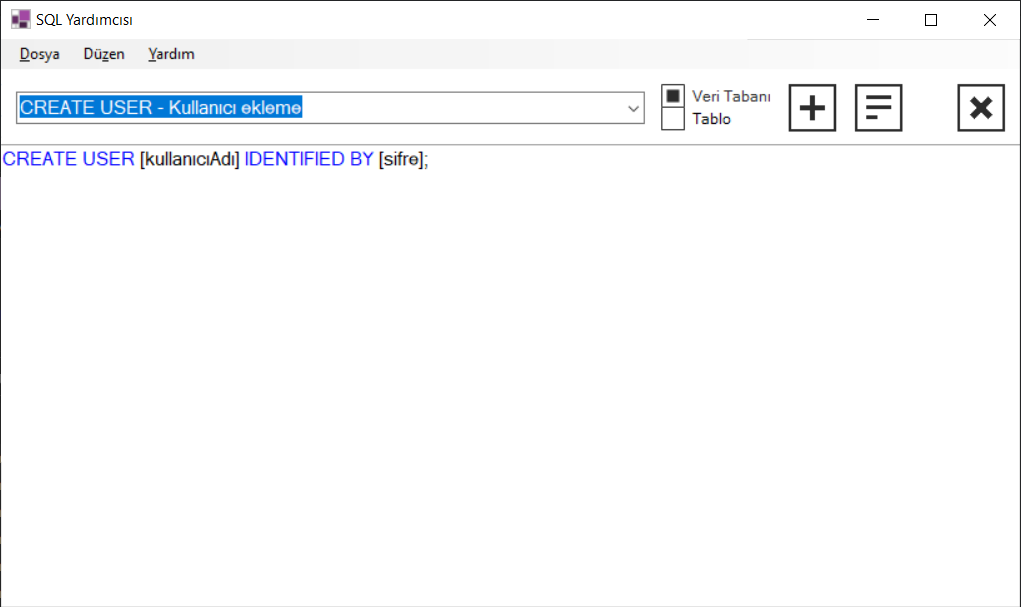 SQL Yardımcısı
Dosya Düzen Yardım
CREATE USER - Kullanıcı ekleme
Veri Tabanı
Tablo
CREATE USER [kullanıcıAdı] IDENTIFIED BY [sifre];